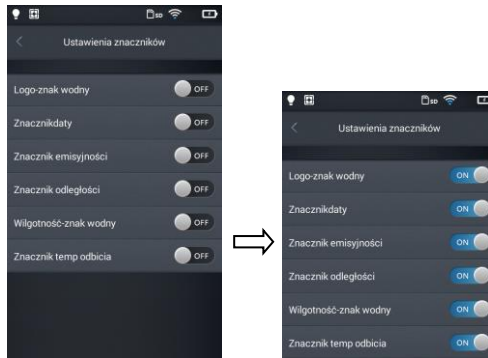 SD
Ustawienia znaczników
Logo-znak wodny OFF
Znacznikdaty OFF
Znacznik emisyjności OFF
Znacznik odległości OFF
Wilgotność-znak wodny OFF
Znacznik temp odbicia OFF
SD
Ustawienia znaczników
Logo-znak wodny ON
Znacznikdaty ON
Znacznik emisyjności ON
Znacznik odległości ON
Wilgotność-znak wodny ON
Znacznik temp odbicia ON